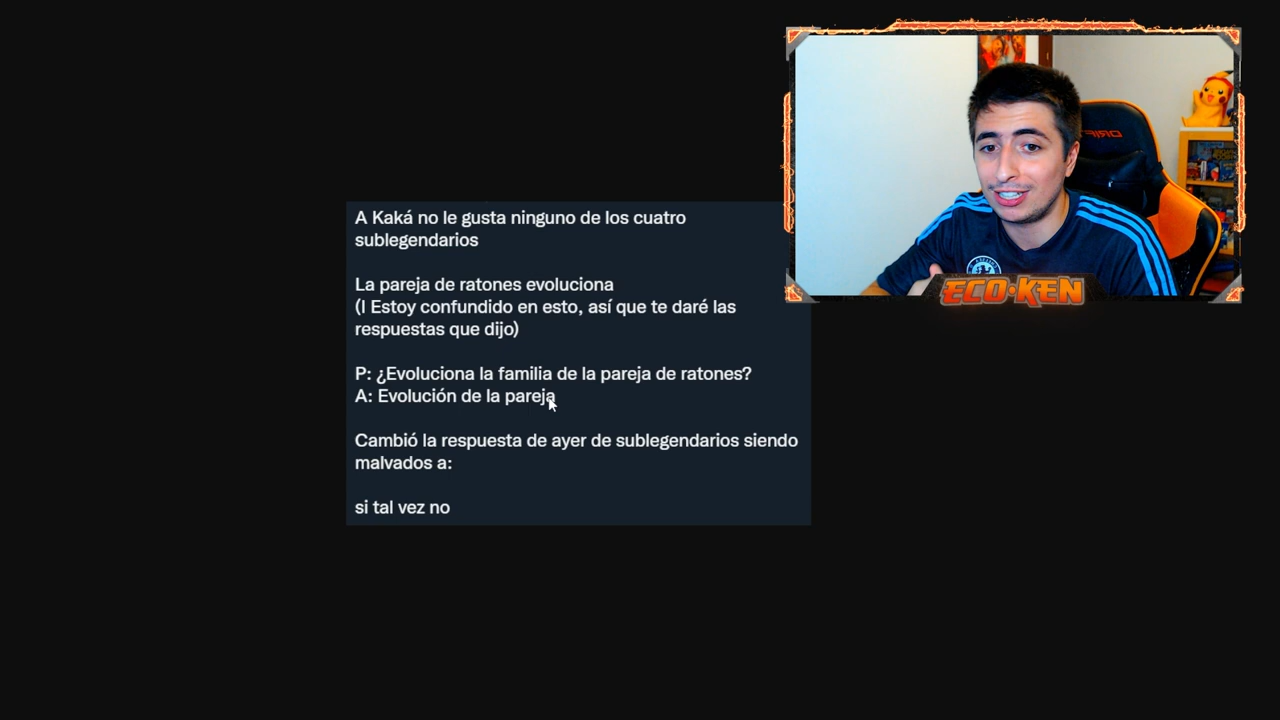 A Kaká no le gusta ninguno de los cuatro
sublegendarios
La pareja de ratones evoluciona
(I Estoy confundido en esto, así que te daré las
respuestas que dijo)
P: ¿Evoluciona la familia de la pareja de ratones?
A: Evolución de la pareja
Cambió la respuesta de ayer de sublegendarios siendo
malvados a:
si tal vez no
ECO·KEN